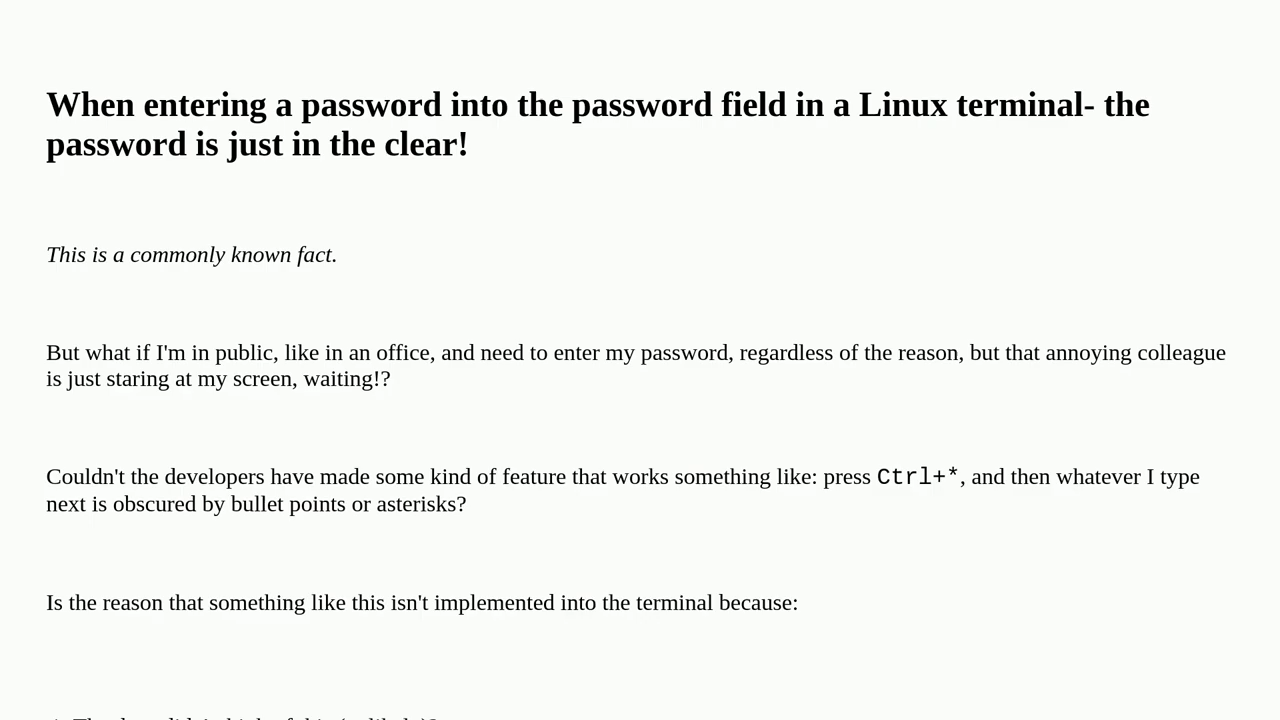 When entering a password into the password field in a Linux terminal- the
password is just in the clear!
This is a commonly known fact.
But what if I'm in public, like in an office, and need to enter my password, regardless of the reason, but that annoying colleague
is just staring at my screen, waiting!?
Couldn't the developers have made some kind of feature that works something like: press Ctrl+*, and then whatever I type
next is obscured by bullet points or asterisks?
Is the reason that something like this isn't implemented into the terminal because: